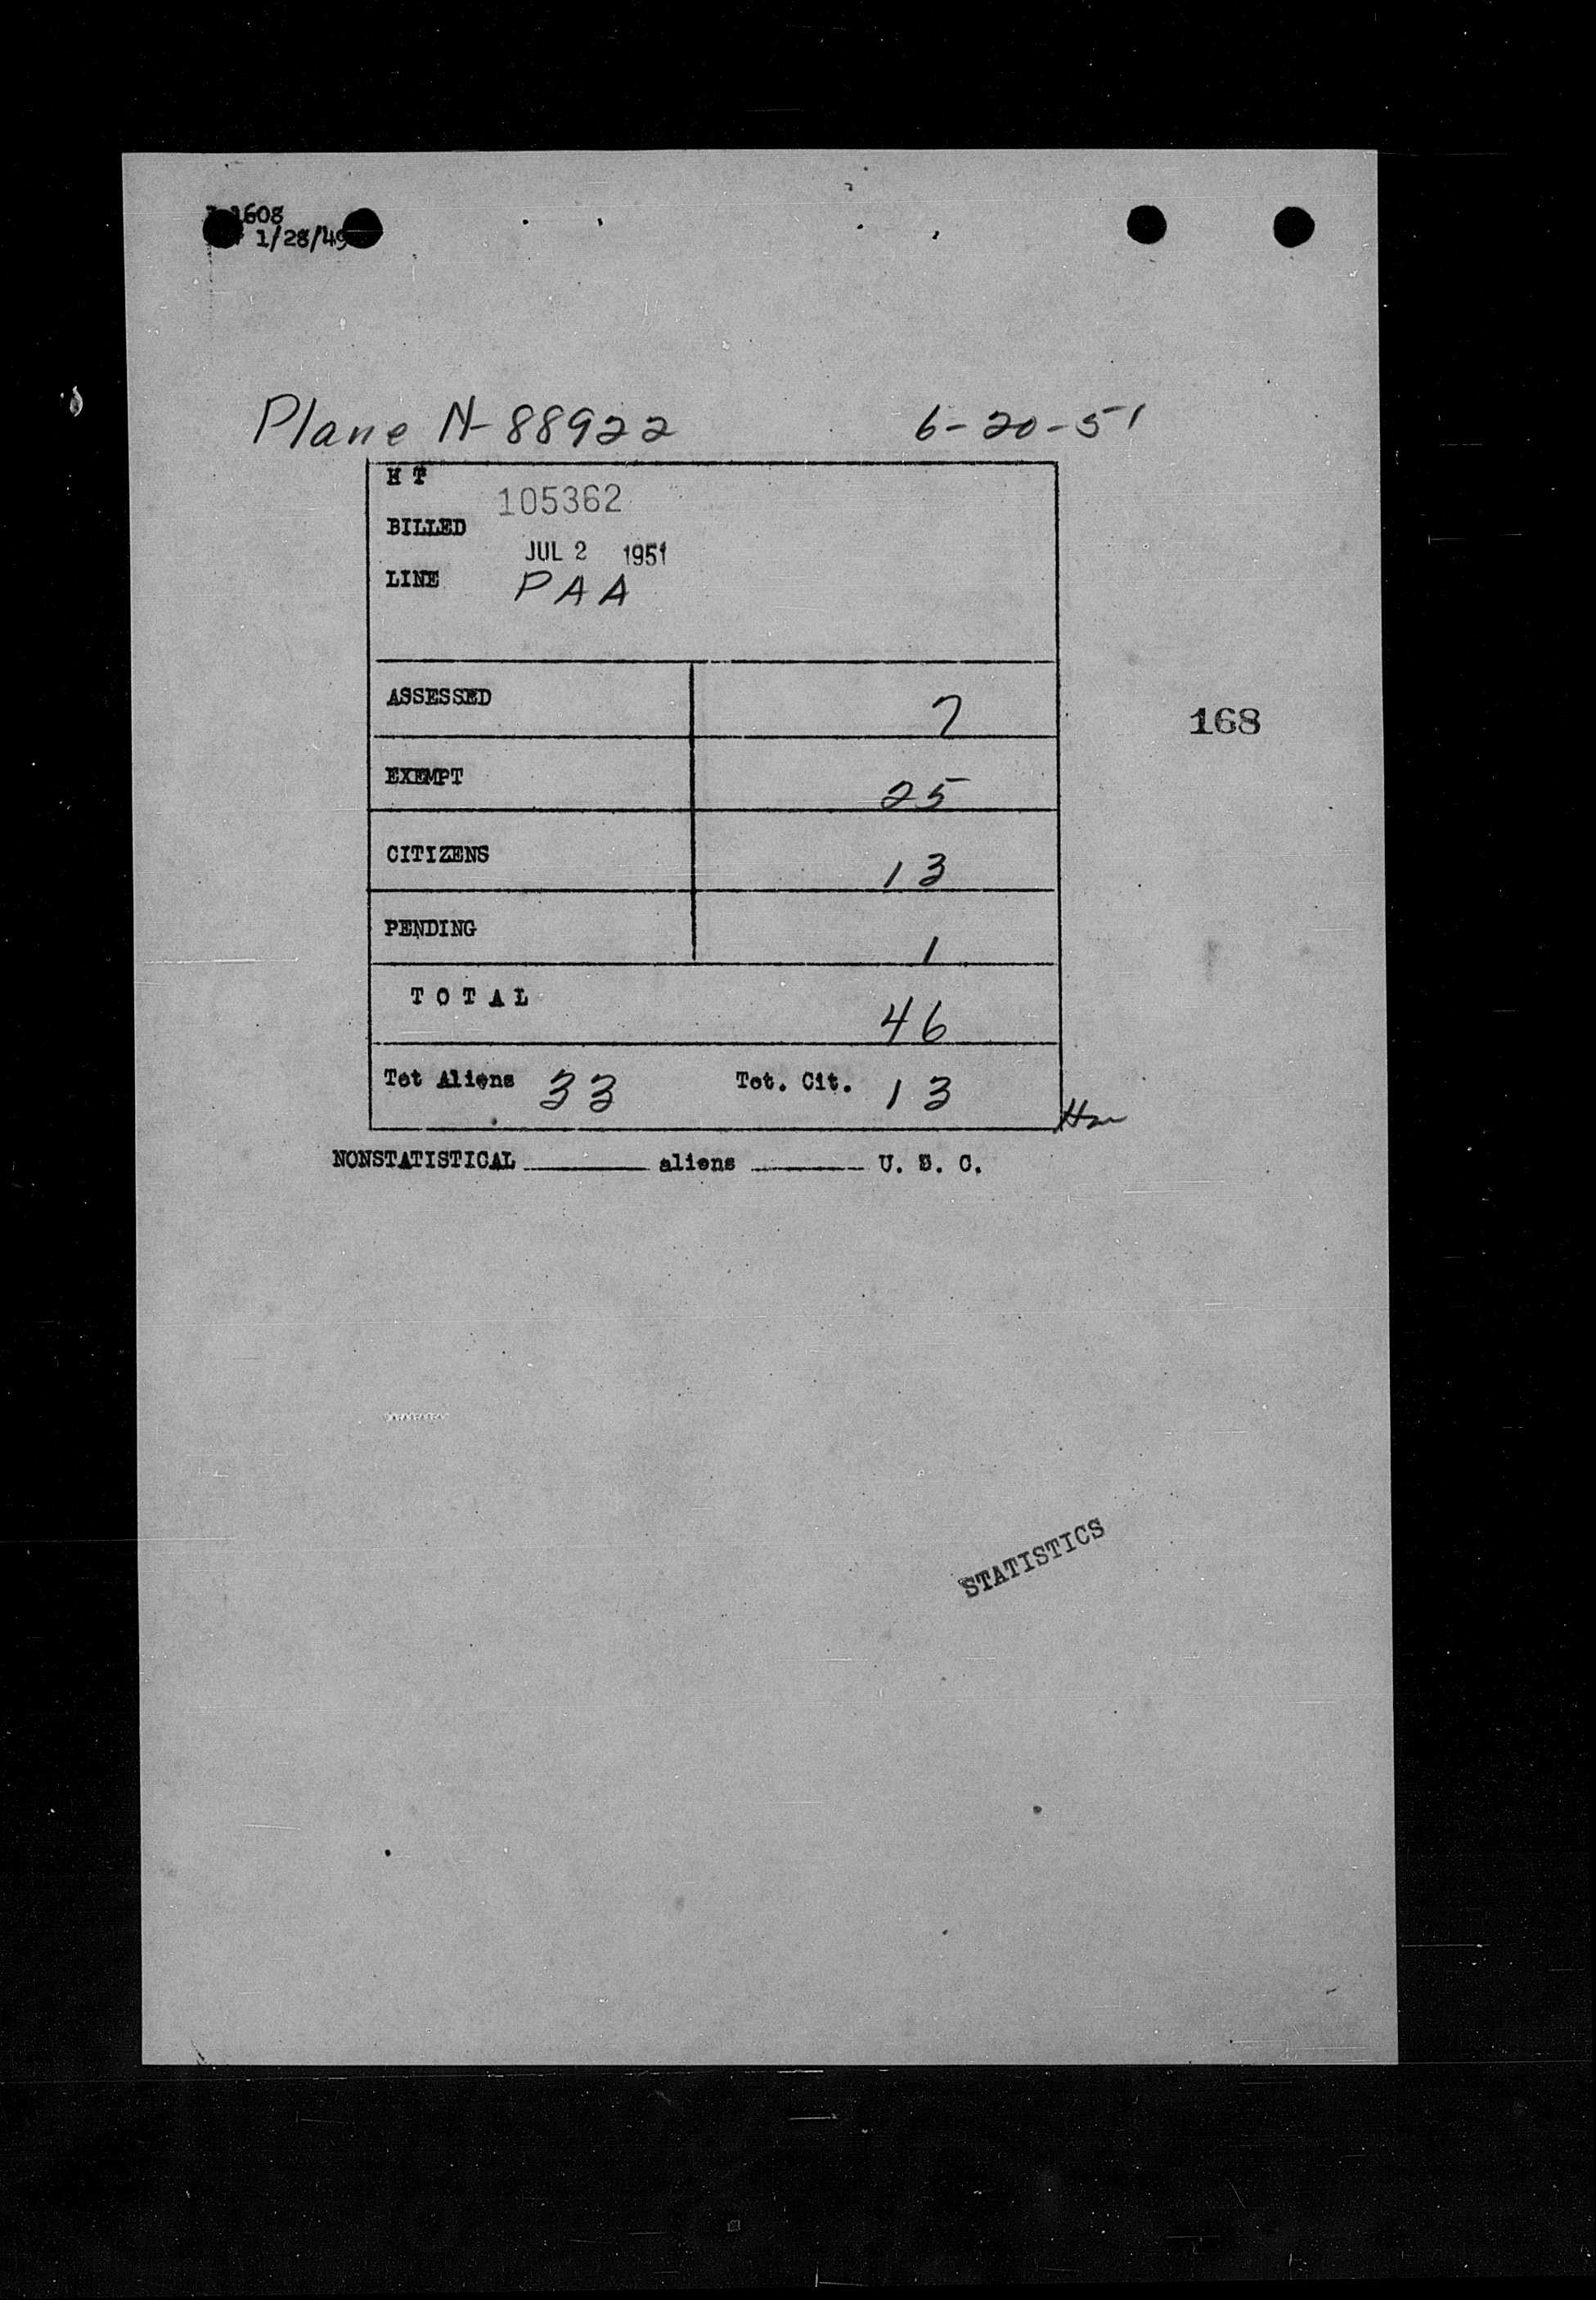 1608
1/28/49
Plane N-88922 6-20-51
H T
105362
BILLED
JUL 2 1951
LINE PAA
ASSESSED 7
168
EXEMPT 25
CITIZENS 13
PENDING 1
TOTAL 46
Tot Aliens 33 Tot. Cit. 13
NONSTATISTICAL aliens U. S. C.
STATISTICS